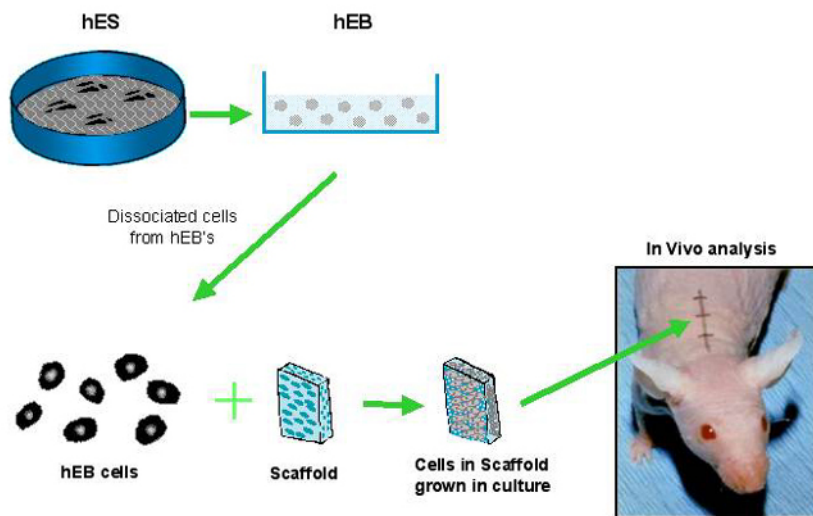 hES
hEB
Dissociated cells
from hEB's
In Vivo analysis
hEB cells
Scaffold
Cells in Scaffold
grown in culture